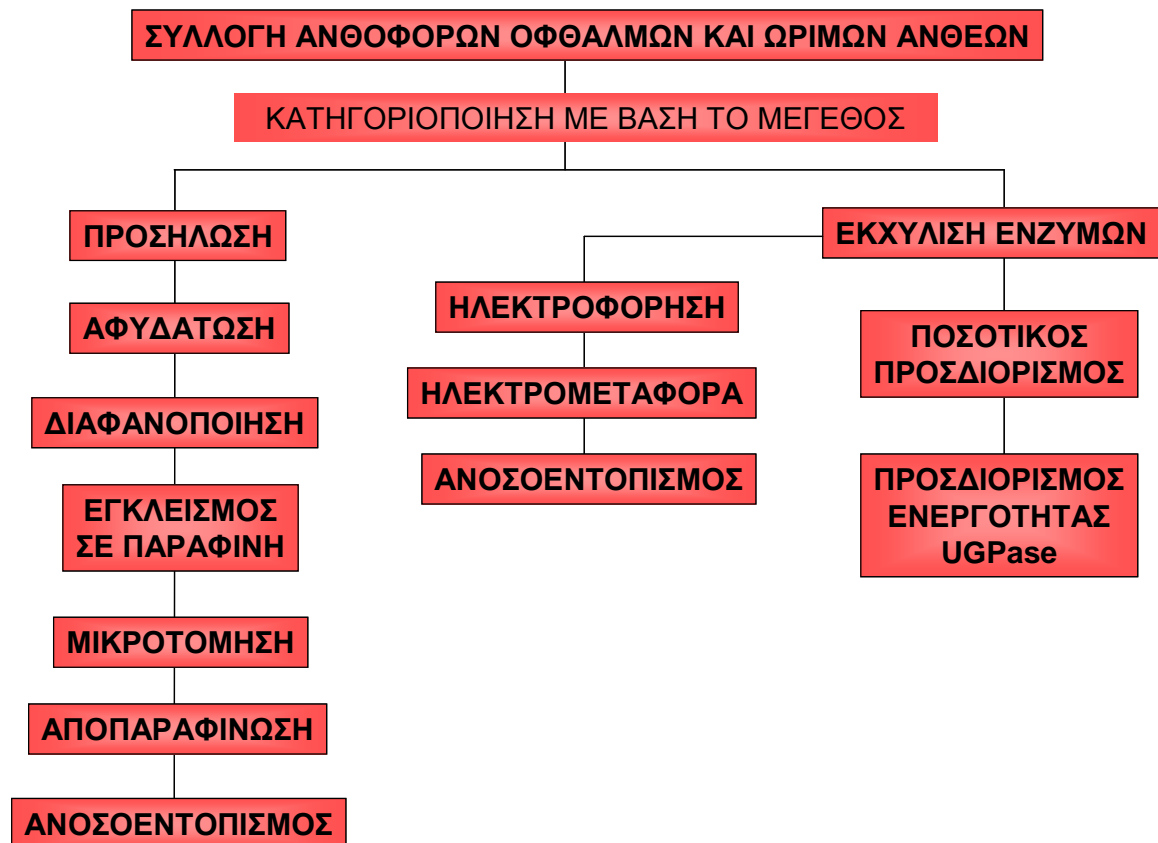 ΣΥΛΛΟΓΗ ΑΝΘΟΦΟΡΩΝ ΟΦΘΑΛΜΩΝ ΚΑΙ ΩΡΙΜΩΝ ΑΝΘΕΩΝ
ΚΑΤΗΓΟΡΙΟΠΟΙΗΣΗ ΜΕ ΒΑΣΗ ΤΟ ΜΕΓΕΘΟΣ
ΠΡΟΣΗΛΩΣΗ
ΑΦΥΔΑΤΩΣΗ
ΔΙΑΦΑΝΟΠΟΙΗΣΗ
ΕΓΚΛΕΙΣΜΟΣ
ΣΕ ΠΑΡΑΦΙΝΗ
ΜΙΚΡΟΤΟΜΗΣΗ
ΑΠΟΠΑΡΑΦΙΝΩΣΗ
ΑΝΟΣΟΕΝΤΟΠΙΣΜΟΣ
ΕΚΧΥΛΙΣΗ ΕΝΖΥΜΩΝ
ΗΛΕΚΤΡΟΦΟΡΗΣΗ
ΗΛΕΚΤΡΟΜΕΤΑΦΟΡΑ
ΑΝΟΣΟΕΝΤΟΠΙΣΜΟΣ
ΠΟΣΟΤΙΚΟΣ
ΠΡΟΣΔΙΟΡΙΣΜΟΣ
ΠΡΟΣΔΙΟΡΙΣΜΟΣ
ΕΝΕΡΓΟΤΗΤΑΣ
UGPase